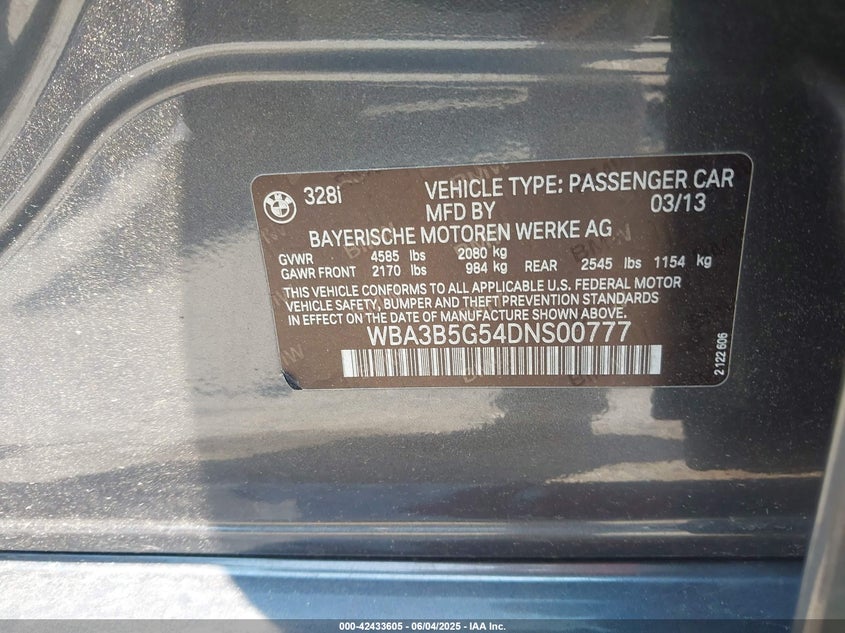 328i VEHICLE TYPE: PASSENGER CAR
MFD BY 03/13
BAYERISCHE MOTOREN WERKE AG
GVWR 4585 lbs 2080 kg
GAWR FRONT 2170 lbs 984 kg REAR 2545 lbs 1154 kg
THIS VEHICLE CONFORMS TO ALL APPLICABLE U.S. FEDERAL MOTOR
VEHICLE SAFETY, BUMPER AND THEFT PREVENTION STANDARDS
IN EFFECT ON THE DATE OF MANUFACTURE SHOWN ABOVE.
WBA3B5G54DNS00777
2 122 606
000-42433605 | 06/04/2025 - IAA Inc.